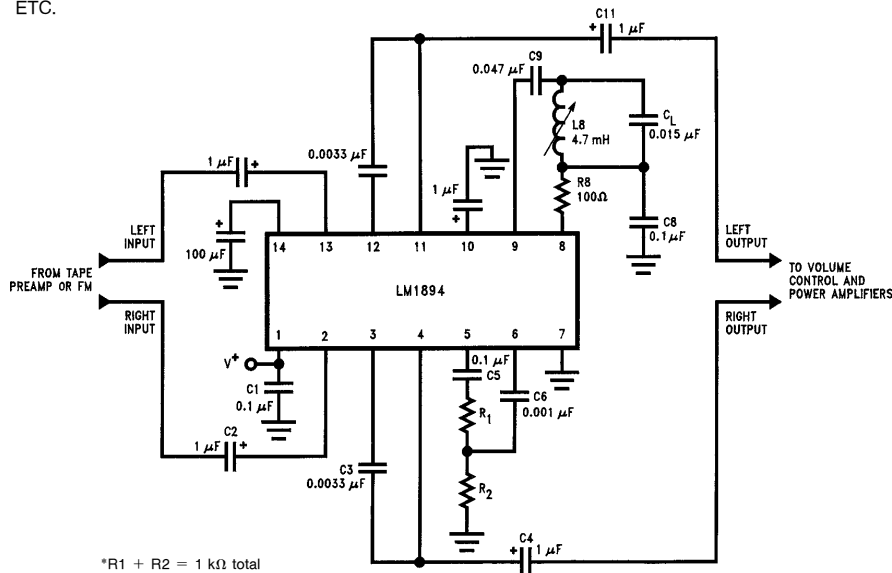 ETC.
C11
+ 1 μF
C9
0.047 μF
L8
4.7 mH
CL
0.015 μF
0.0033 μF
1 μF +
1 μF
+
R8
100Ω
C8
0.1μF
+
100 μF
14 13 12 11 10 9 8
LEFT
INPUT
LEFT
OUTPUT
FROM TAPE
PREAMP OR FM
LM1894
TO VOLUME
CONTROL AND
POWER AMPLIFIERS
RIGHT
INPUT
RIGHT
OUTPUT
1 2 3 4 5 6 7
V+
0.1 μF
C5
C1
0.1 μF
C6
0.001 μF
R1
C2
1 μF +
C3
0.0033 μF
R2
C4
+ 1 μF
*R1 + R2 = 1 kΩ total